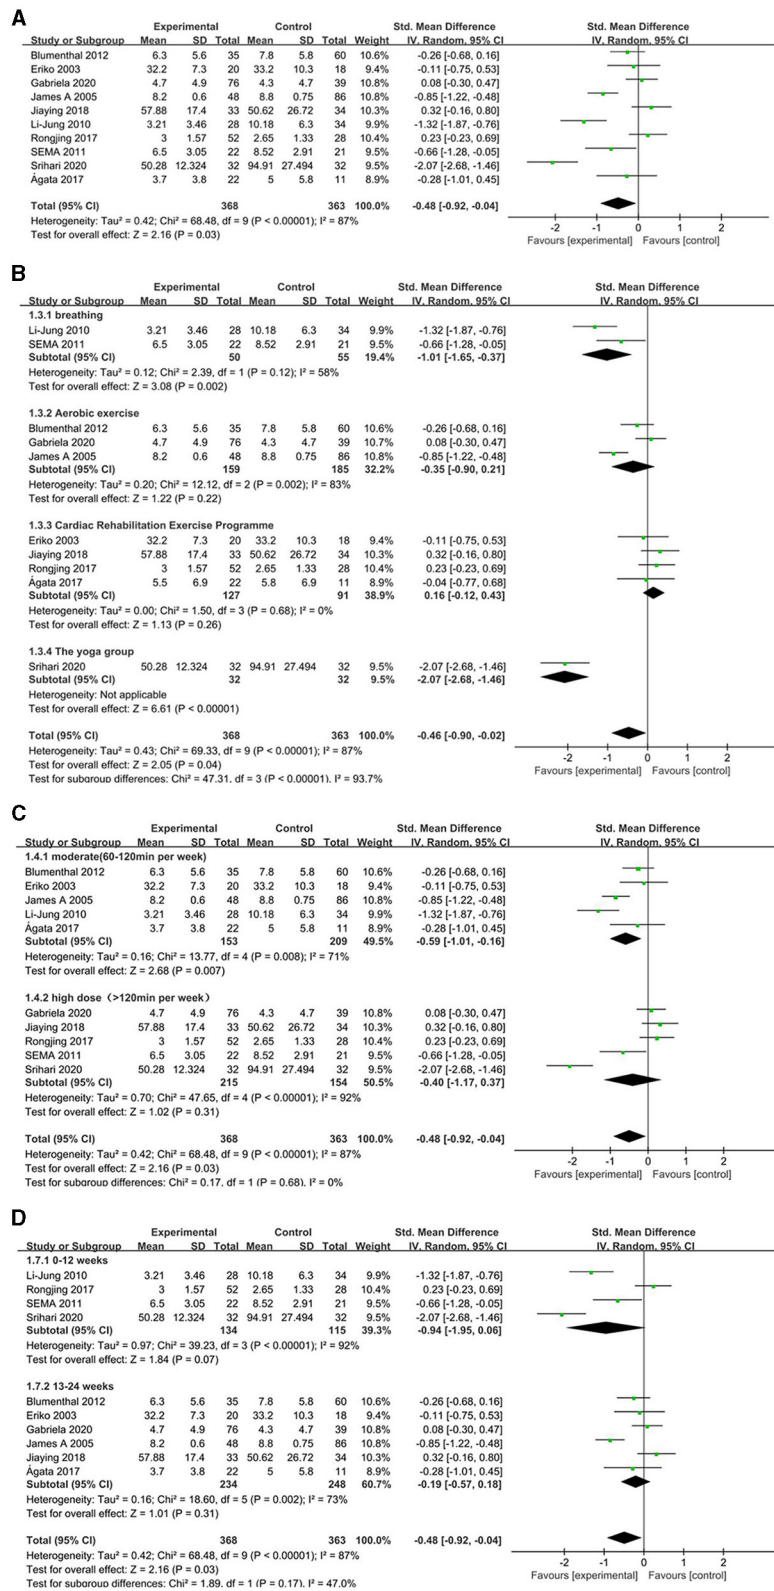 A
Experimental Control Std. Mean Difference Std. Mean Difference
Study or Subgroup Mean SD Total Mean SD Total Weight IV, Random, 95% CI IV, Random, 95% CI
Blumenthal 2012 6.3 5.6 35 7.8 5.8 60 10.6% -0.26 [-0.68, 0.16]
Eriko 2003 32.2 7.3 20 33.2 10.3 18 9.4% -0.11 [-0.75, 0.53]
Gabriela 2020 4.7 4.9 76 4.3 4.7 39 10.8% 0.08 [-0.30, 0.47]
James A 2005 8.2 0.6 48 8.8 0.75 86 10.8% -0.85 [-1.22, -0.48]
Jiaying 2018 57.88 17.4 33 50.62 26.72 34 10.3% 0.32 [-0.16, 0.80]
Li-Jung 2010 3.21 3.46 28 10.18 6.3 34 9.9% -1.32 [-1.87, -0.76]
Rongjing 2017 3 1.57 52 2.65 1.33 28 10.4% 0.23 [-0.23, 0.69]
SEMA 2011 6.5 3.05 22 8.52 2.91 21 9.5% -0.66 [-1.28, -0.05]
Srihari 2020 50.28 12.324 32 94.91 27.494 32 9.5% -2.07 [-2.68, -1.46]
Ágata 2017 3.7 3.8 22 5 5.8 11 8.9% -0.28 [-1.01, 0.45]
Total (95% CI) 368 363 100.0% -0.48 [-0.92, -0.04]
Heterogeneity: Tau² = 0.42; Chi² = 68.48, df = 9 (P < 0.00001); I² = 87%
Test for overall effect: Z = 2.16 (P = 0.03)
-2 -1 0 1 2
Favours [experimental] Favours [control]
B
Experimental Control Std. Mean Difference Std. Mean Difference
Study or Subgroup Mean SD Total Mean SD Total Weight IV, Random, 95% CI IV, Random, 95% CI
1.3.1 breathing
Li-Jung 2010 3.21 3.46 28 10.18 6.3 34 9.9% -1.32 [-1.87, -0.76]
SEMA 2011 6.5 3.05 22 8.52 2.91 21 9.5% -0.66 [-1.28, -0.05]
Subtotal (95% CI) 50 55 19.4% -1.01 [-1.65, -0.37]
Heterogeneity: Tau² = 0.12; Chi² = 2.39, df = 1 (P = 0.12); I² = 58%
Test for overall effect: Z = 3.08 (P = 0.002)
1.3.2 Aerobic exercise
Blumenthal 2012 6.3 5.6 35 7.8 5.8 60 10.6% -0.26 [-0.68, 0.16]
Gabriela 2020 4.7 4.9 76 4.3 4.7 39 10.7% 0.08 [-0.30, 0.47]
James A 2005 8.2 0.6 48 8.8 0.75 86 10.8% -0.85 [-1.22, -0.48]
Subtotal (95% CI) 159 185 32.2% -0.35 [-0.90, 0.21]
Heterogeneity: Tau² = 0.20; Chi² = 12.12, df = 2 (P = 0.002); I² = 83%
Test for overall effect: Z = 1.22 (P = 0.22)
1.3.3 Cardiac Rehabilitation Exercise Programme
Eriko 2003 32.2 7.3 20 33.2 10.3 18 9.4% -0.11 [-0.75, 0.53]
Jiaying 2018 57.88 17.4 33 50.62 26.72 34 10.3% 0.32 [-0.16, 0.80]
Rongjing 2017 3 1.57 52 2.65 1.33 28 10.4% 0.23 [-0.23, 0.69]
Ágata 2017 5.5 6.9 22 5.8 6.9 11 8.9% -0.04 [-0.77, 0.68]
Subtotal (95% CI) 127 91 38.9% 0.16 [-0.12, 0.43]
Heterogeneity: Tau² = 0.00; Chi² = 1.50, df = 3 (P = 0.68); I² = 0%
Test for overall effect: Z = 1.13 (P = 0.26)
1.3.4 The yoga group
Srihari 2020 50.28 12.324 32 94.91 27.494 32 9.5% -2.07 [-2.68, -1.46]
Subtotal (95% CI) 32 32 9.5% -2.07 [-2.68, -1.46]
Heterogeneity: Not applicable
Test for overall effect: Z = 6.61 (P < 0.00001)
Total (95% CI) 368 363 100.0% -0.46 [-0.90, -0.02]
Heterogeneity: Tau² = 0.43; Chi² = 69.33, df = 9 (P < 0.00001); I² = 87%
Test for overall effect: Z = 2.05 (P = 0.04)
Test for subgroup differences: Chi² = 47.31, df = 3 (P < 0.00001), I² = 93.7%
-2 -1 0 1 2
Favours [experimental] Favours [control]
C
Experimental Control Std. Mean Difference Std. Mean Difference
Study or Subgroup Mean SD Total Mean SD Total Weight IV, Random, 95% CI IV, Random, 95% CI
1.4.1 moderate(60-120min per week)
Blumenthal 2012 6.3 5.6 35 7.8 5.8 60 10.6% -0.26 [-0.68, 0.16]
Eriko 2003 32.2 7.3 20 33.2 10.3 18 9.4% -0.11 [-0.75, 0.53]
James A 2005 8.2 0.6 48 8.8 0.75 86 10.8% -0.85 [-1.22, -0.48]
Li-Jung 2010 3.21 3.46 28 10.18 6.3 34 9.9% -1.32 [-1.87, -0.76]
Ágata 2017 3.7 3.8 22 5 5.8 11 8.9% -0.28 [-1.01, 0.45]
Subtotal (95% CI) 153 209 49.5% -0.59 [-1.01, -0.16]
Heterogeneity: Tau² = 0.16; Chi² = 13.77, df = 4 (P = 0.008); I² = 71%
Test for overall effect: Z = 2.68 (P = 0.007)
1.4.2 high dose（>120min per week）
Gabriela 2020 4.7 4.9 76 4.3 4.7 39 10.8% 0.08 [-0.30, 0.47]
Jiaying 2018 57.88 17.4 33 50.62 26.72 34 10.3% 0.32 [-0.16, 0.80]
Rongjing 2017 3 1.57 52 2.65 1.33 28 10.4% 0.23 [-0.23, 0.69]
SEMA 2011 6.5 3.05 22 8.52 2.91 21 9.5% -0.66 [-1.28, -0.05]
Srihari 2020 50.28 12.324 32 94.91 27.494 32 9.5% -2.07 [-2.68, -1.46]
Subtotal (95% CI) 215 154 50.5% -0.40 [-1.17, 0.37]
Heterogeneity: Tau² = 0.70; Chi² = 47.65, df = 4 (P < 0.00001); I² = 92%
Test for overall effect: Z = 1.02 (P = 0.31)
Total (95% CI) 368 363 100.0% -0.48 [-0.92, -0.04]
Heterogeneity: Tau² = 0.42; Chi² = 68.48, df = 9 (P < 0.00001); I² = 87%
Test for overall effect: Z = 2.16 (P = 0.03)
Test for subgroup differences: Chi² = 0.17, df = 1 (P = 0.68), I² = 0%
-2 -1 0 1 2
Favours [experimental] Favours [control]
D
Experimental Control Std. Mean Difference Std. Mean Difference
Study or Subgroup Mean SD Total Mean SD Total Weight IV, Random, 95% CI IV, Random, 95% CI
1.7.1 0-12 weeks
Li-Jung 2010 3.21 3.46 28 10.18 6.3 34 9.9% -1.32 [-1.87, -0.76]
Rongjing 2017 3 1.57 52 2.65 1.33 28 10.4% 0.23 [-0.23, 0.69]
SEMA 2011 6.5 3.05 22 8.52 2.91 21 9.5% -0.66 [-1.28, -0.05]
Srihari 2020 50.28 12.324 32 94.91 27.494 32 9.5% -2.07 [-2.68, -1.46]
Subtotal (95% CI) 134 115 39.3% -0.94 [-1.95, 0.06]
Heterogeneity: Tau² = 0.97; Chi² = 39.23, df = 3 (P < 0.00001); I² = 92%
Test for overall effect: Z = 1.84 (P = 0.07)
1.7.2 13-24 weeks
Blumenthal 2012 6.3 5.6 35 7.8 5.8 60 10.6% -0.26 [-0.68, 0.16]
Eriko 2003 32.2 7.3 20 33.2 10.3 18 9.4% -0.11 [-0.75, 0.53]
Gabriela 2020 4.7 4.9 76 4.3 4.7 39 10.8% 0.08 [-0.30, 0.47]
James A 2005 8.2 0.6 48 8.8 0.75 86 10.8% -0.85 [-1.22, -0.48]
Jiaying 2018 57.88 17.4 33 50.62 26.72 34 10.3% 0.32 [-0.16, 0.80]
Ágata 2017 3.7 3.8 22 5 5.8 11 8.9% -0.28 [-1.01, 0.45]
Subtotal (95% CI) 234 248 60.7% -0.19 [-0.57, 0.18]
Heterogeneity: Tau² = 0.16; Chi² = 18.60, df = 5 (P = 0.002); I² = 73%
Test for overall effect: Z = 1.01 (P = 0.31)
Total (95% CI) 368 363 100.0% -0.48 [-0.92, -0.04]
Heterogeneity: Tau² = 0.42; Chi² = 68.48, df = 9 (P < 0.00001); I² = 87%
Test for overall effect: Z = 2.16 (P = 0.03)
Test for subgroup differences: Chi² = 1.89, df = 1 (P = 0.17), I² = 47.0%
-2 -1 0 1 2
Favours [experimental] Favours [control]